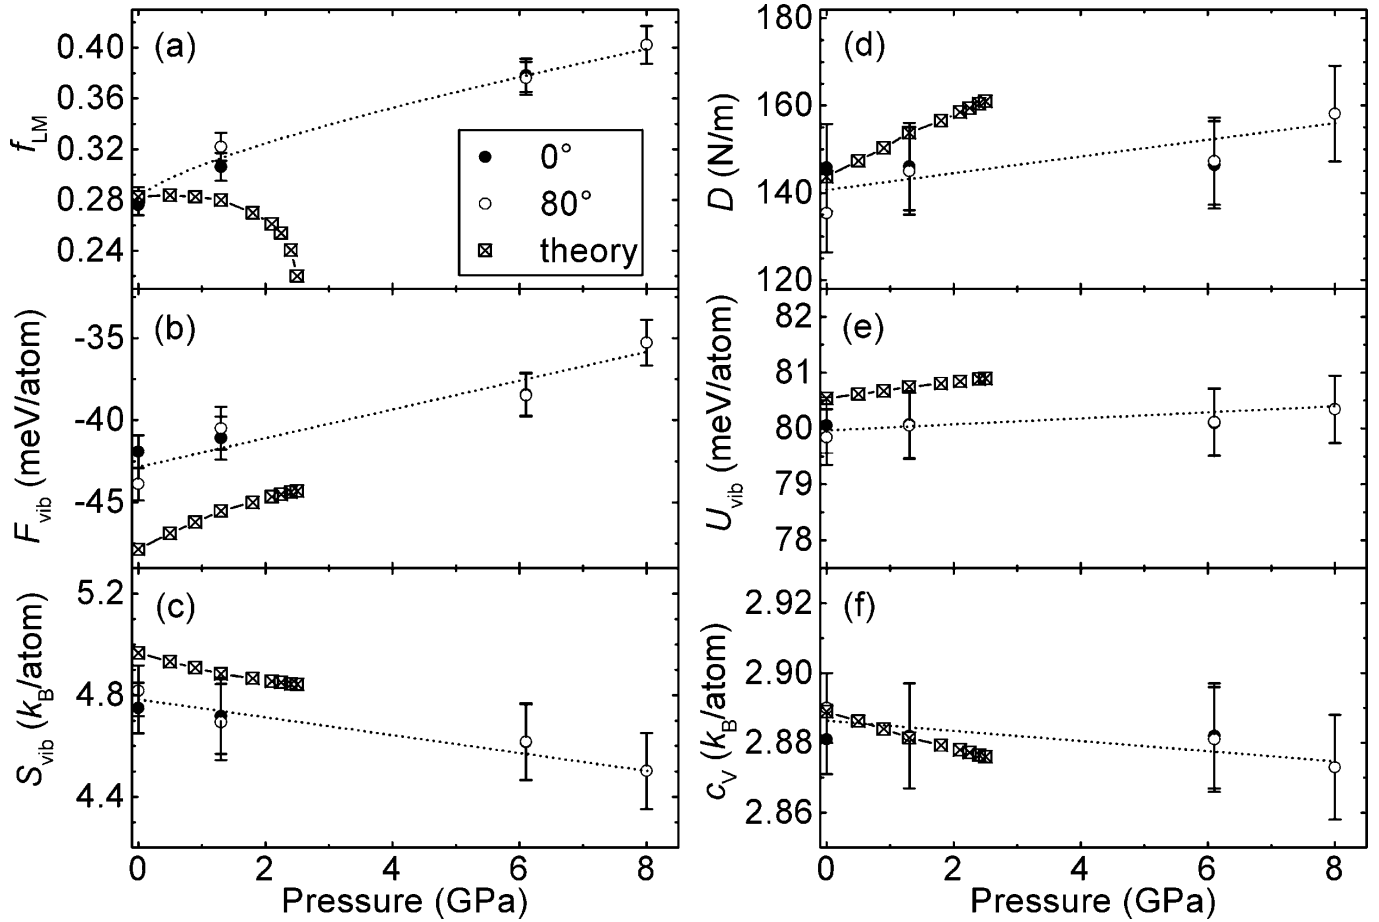 (a)
0.40
0.36
0.32
0.28
0.24
f_LM
0°
80°
theory
(b)
-35
-40
-45
F_vib (meV/atom)
(c)
5.2
4.8
4.4
S_vib (k_B/atom)
0 2 4 6 8
Pressure (GPa)
(d)
180
160
140
120
D (N/m)
(e)
82
81
80
79
78
U_vib (meV/atom)
(f)
2.92
2.90
2.88
2.86
c_V (k_B/atom)
0 2 4 6 8
Pressure (GPa)